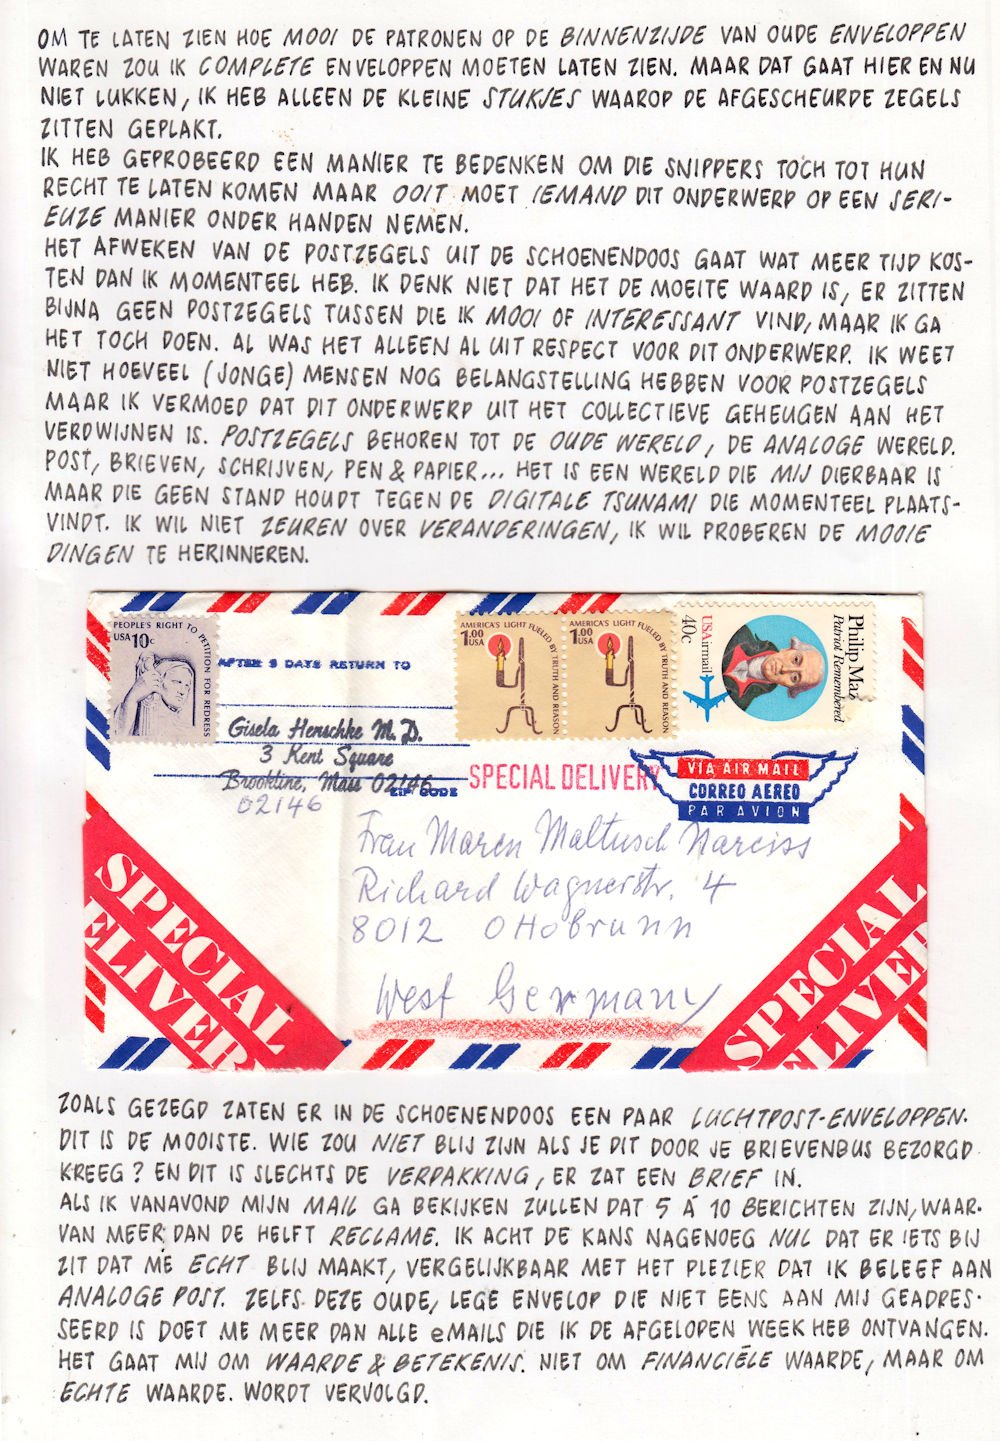 OM TE LATEN ZIEN HOE MOOI DE PATRONEN OP DE BINNENZIJDE VAN OUDE ENVELOPPEN
WAREN ZOU IK COMPLETE ENVELOPPEN MOETEN LATEN ZIEN. MAAR DAT GAAT HIER EN NU
NIET LUKKEN, IK HEB ALLEEN DE KLEINE STUKJES WAAROP DE AFGESCHEURDE ZEGELS
ZITTEN GEPLAKT.
IK HEB GEPROBEERD EEN MANIER TE BEDENKEN OM DIE SNIPPERS TOCH TOT HUN
RECHT TE LATEN KOMEN MAAR OOIT MOET IEMAND DIT ONDERWERP OP EEN SERI-
EUZE MANIER ONDER HANDEN NEMEN.
HET AFWEKEN VAN DE POSTZEGELS UIT DE SCHOENENDOOS GAAT WAT MEER TIJD KOS-
TEN DAN IK MOMENTEEL HEB. IK DENK NIET DAT HET DE MOEITE WAARD IS, ER ZITTEN
BIJNA GEEN POSTZEGELS TUSSEN DIE IK MOOI OF INTERESSANT VIND, MAAR IK GA
HET TOCH DOEN. AL WAS HET ALLEEN AL UIT RESPECT VOOR DIT ONDERWERP. IK WEET
NIET HOEVEEL (JONGE) MENSEN NOG BELANGSTELLING HEBBEN VOOR POSTZEGELS
MAAR IK VERMOED DAT DIT ONDERWERP UIT HET COLLECTIEVE GEHEUGEN AAN HET
VERDWIJNEN IS. POSTZEGELS BEHOREN TOT DE OUDE WERELD, DE ANALOGE WERELD.
POST, BRIEVEN, SCHRIJVEN, PEN & PAPIER... HET IS EEN WERELD DIE MIJ DIERBAAR IS
MAAR DIE GEEN STAND HOUDT TEGEN DE DIGITALE TSUNAMI DIE MOMENTEEL PLAATS-
VINDT. IK WIL NIET ZEUREN OVER VERANDERINGEN, IK WIL PROBEREN DE MOOIE
DINGEN TE HERINNEREN.
PEOPLE'S RIGHT TO PETITION FOR REDRESS
USA 10c
AMERICA'S LIGHT FUELED BY TRUTH AND REASON
1.00
USA
AMERICA'S LIGHT FUELED BY TRUTH AND REASON
1.00
USA
USAirmail
40c
Philip Maz
Patriot Remembered
AFTER 5 DAYS RETURN TO
Gisela Henschke M. D.
3 Kent Square
Brookline, Mass 02146
ZIP CODE
02146
SPECIAL DELIVERY
VIA AIR MAIL
CORREO AEREO
PAR AVION
Frau Maren Maltusch Narciss
Richard Wagnerstr. 4
8012 Ottobrunn
West Germany
SPECIAL
ELIVER
SPECIAL
ELIVER
ZOALS GEZEGD ZATEN ER IN DE SCHOENENDOOS EEN PAAR LUCHTPOST-ENVELOPPEN.
DIT IS DE MOOISTE. WIE ZOU NIET BLIJ ZIJN ALS JE DIT DOOR JE BRIEVENBUS BEZORGD
KREEG? EN DIT IS SLECHTS DE VERPAKKING, ER ZAT EEN BRIEF IN.
ALS IK VANAVOND MIJN MAIL GA BEKIJKEN ZULLEN DAT 5 Á 10 BERICHTEN ZIJN, WAAR-
VAN MEER DAN DE HELFT RECLAME. IK ACHT DE KANS NAGENOEG NUL DAT ER IETS BIJ
ZIT DAT ME ECHT BLIJ MAAKT, VERGELIJKBAAR MET HET PLEZIER DAT IK BELEEF AAN
ANALOGE POST. ZELFS DEZE OUDE, LEGE ENVELOP DIE NIET EENS AAN MIJ GEADRES-
SEERD IS DOET ME MEER DAN ALLE eMAILS DIE IK DE AFGELOPEN WEEK HEB ONTVANGEN.
HET GAAT MIJ OM WAARDE & BETEKENIS. NIET OM FINANCIËLE WAARDE, MAAR OM
ECHTE WAARDE. WORDT VERVOLGD.